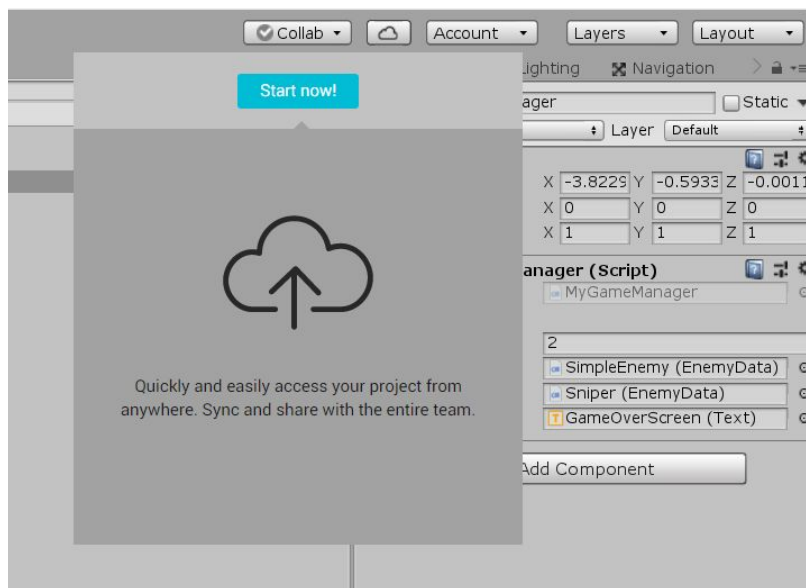 Collab Account Layers Layout
Start now!
ighting Navigation
ager Static
Layer Default
X -3.8229 Y -0.5933 Z -0.0011
X 0 Y 0 Z 0
X 1 Y 1 Z 1
anager (Script)
MyGameManager
2
SimpleEnemy (EnemyData)
Sniper (EnemyData)
GameOverScreen (Text)
Add Component
Quickly and easily access your project from
anywhere. Sync and share with the entire team.